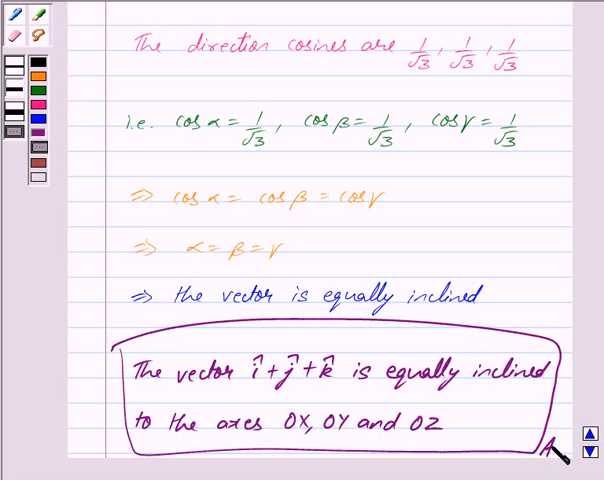 The direction cosines are 1/√3, 1/√3, 1/√3
i.e. cos α = 1/√3, cos β = 1/√3, cos γ = 1/√3
⇒ cos α = cos β = cos γ
⇒ α = β = γ
⇒ the vector is equally inclined
The vector î + ĵ + k̂ is equally inclined
to the axes OX, OY and OZ
A